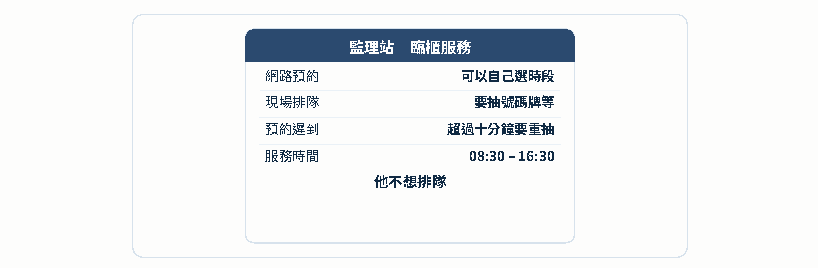 監理站　臨櫃服務
網路預約 可以自己選時段
現場排隊 要抽號碼牌等
預約遲到 超過十分鐘要重抽
服務時間 08:30 – 16:30
他不想排隊